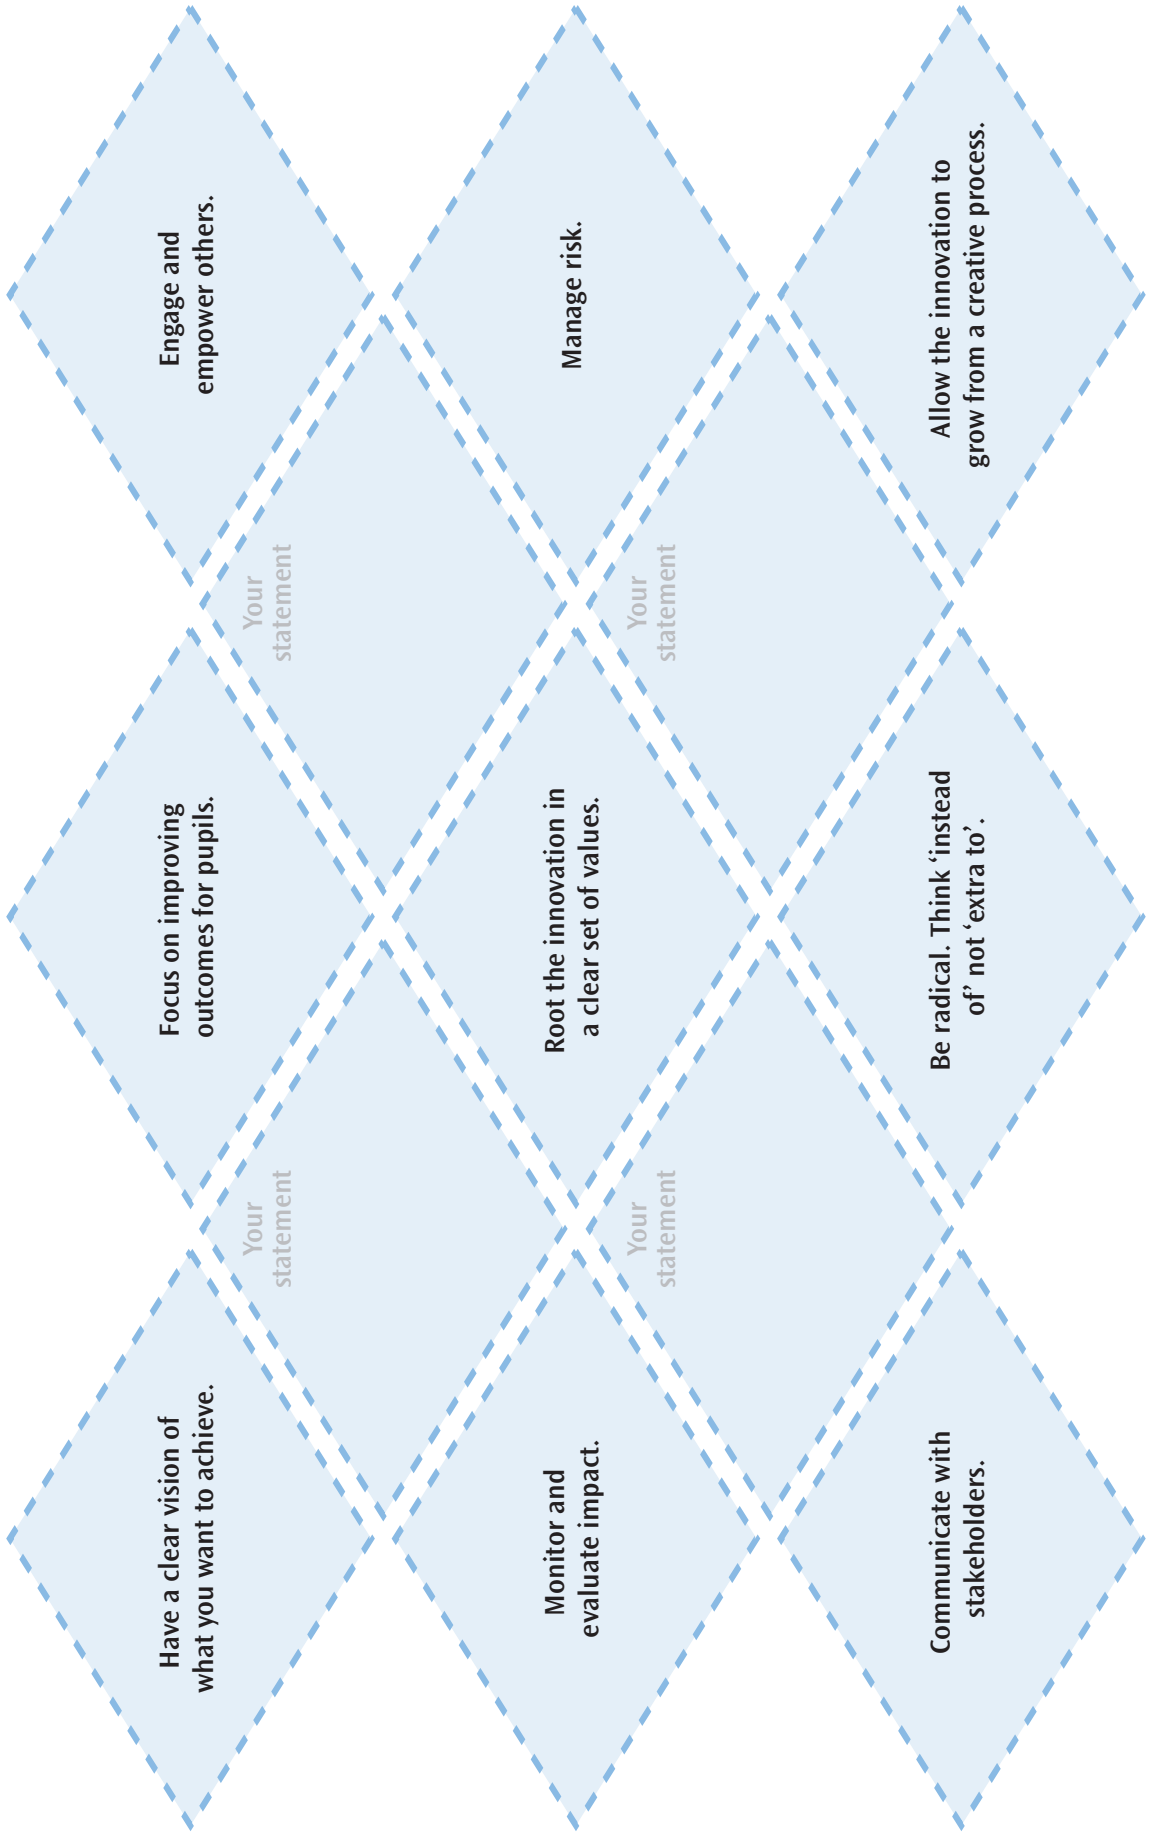 Have a clear vision of
what you want to achieve.
Focus on improving
outcomes for pupils.
Engage and
empower others.
Your
statement
Your
statement
Monitor and
evaluate impact.
Root the innovation in
a clear set of values.
Manage risk.
Your
statement
Your
statement
Communicate with
stakeholders.
Be radical. Think ‘instead
of’ not ‘extra to’.
Allow the innovation to
grow from a creative process.